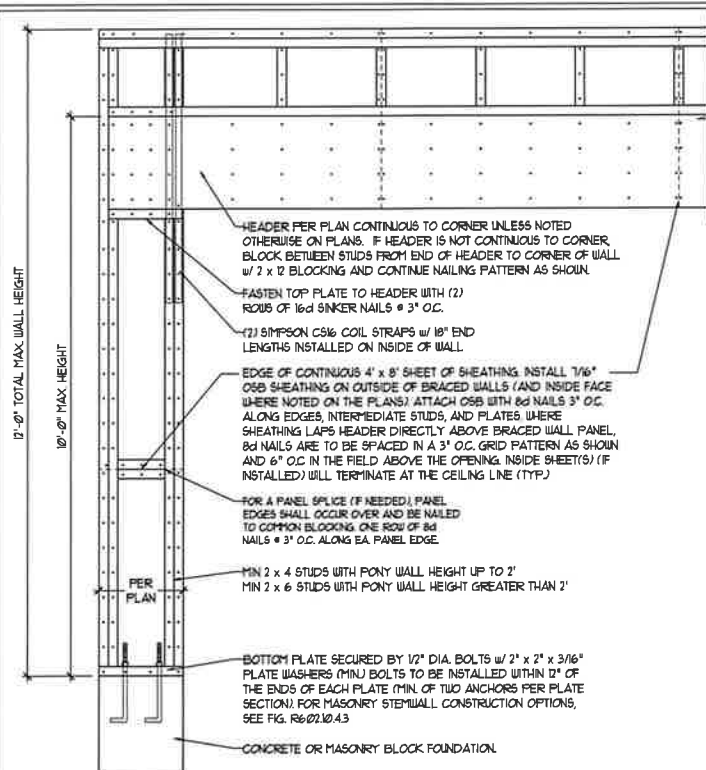 12'-0" TOTAL MAX. WALL HEIGHT
10'-0" MAX HEIGHT
HEADER PER PLAN CONTINUOUS TO CORNER UNLESS NOTED
OTHERWISE ON PLANS. IF HEADER IS NOT CONTINUOUS TO CORNER,
BLOCK BETWEEN STUDS FROM END OF HEADER TO CORNER OF WALL
w/ 2 x 12 BLOCKING AND CONTINUE NAILING PATTERN AS SHOWN.
FASTEN TOP PLATE TO HEADER WITH (2)
ROWS OF 16d SINKER NAILS @ 3" O.C.
(2) SIMPSON CS16 COIL STRAPS w/ 18" END
LENGTHS INSTALLED ON INSIDE OF WALL
EDGE OF CONTINUOUS 4' x 8' SHEET OF SHEATHING. INSTALL 7/16"
OSB SHEATHING ON OUTSIDE OF BRACED WALLS (AND INSIDE FACE
WHERE NOTED ON THE PLANS). ATTACH OSB WITH 8d NAILS 3" O.C.
ALONG EDGES, INTERMEDIATE STUDS, AND PLATES. WHERE
SHEATHING LAPS HEADER DIRECTLY ABOVE BRACED WALL PANEL,
8d NAILS ARE TO BE SPACED IN A 3" O.C. GRID PATTERN AS SHOWN
AND 6" O.C IN THE FIELD ABOVE THE OPENING. INSIDE SHEET(S) (IF
INSTALLED) WILL TERMINATE AT THE CEILING LINE (TYP.)
FOR A PANEL SPLICE (IF NEEDED), PANEL
EDGES SHALL OCCUR OVER AND BE NAILED
TO COMMON BLOCKING. ONE ROW OF 8d
NAILS @ 3" O.C. ALONG EA. PANEL EDGE.
MIN 2 x 4 STUDS WITH PONY WALL HEIGHT UP TO 2'
MIN 2 x 6 STUDS WITH PONY WALL HEIGHT GREATER THAN 2'
PER
PLAN
BOTTOM PLATE SECURED BY 1/2" DIA. BOLTS w/ 2" x 2" x 3/16"
PLATE WASHERS (MIN.) BOLTS TO BE INSTALLED WITHIN 12" OF
THE ENDS OF EACH PLATE (MIN. OF TWO ANCHORS PER PLATE
SECTION). FOR MASONRY STEMWALL CONSTRUCTION OPTIONS,
SEE FIG. R602.10.4.3
CONCRETE OR MASONRY BLOCK FOUNDATION.